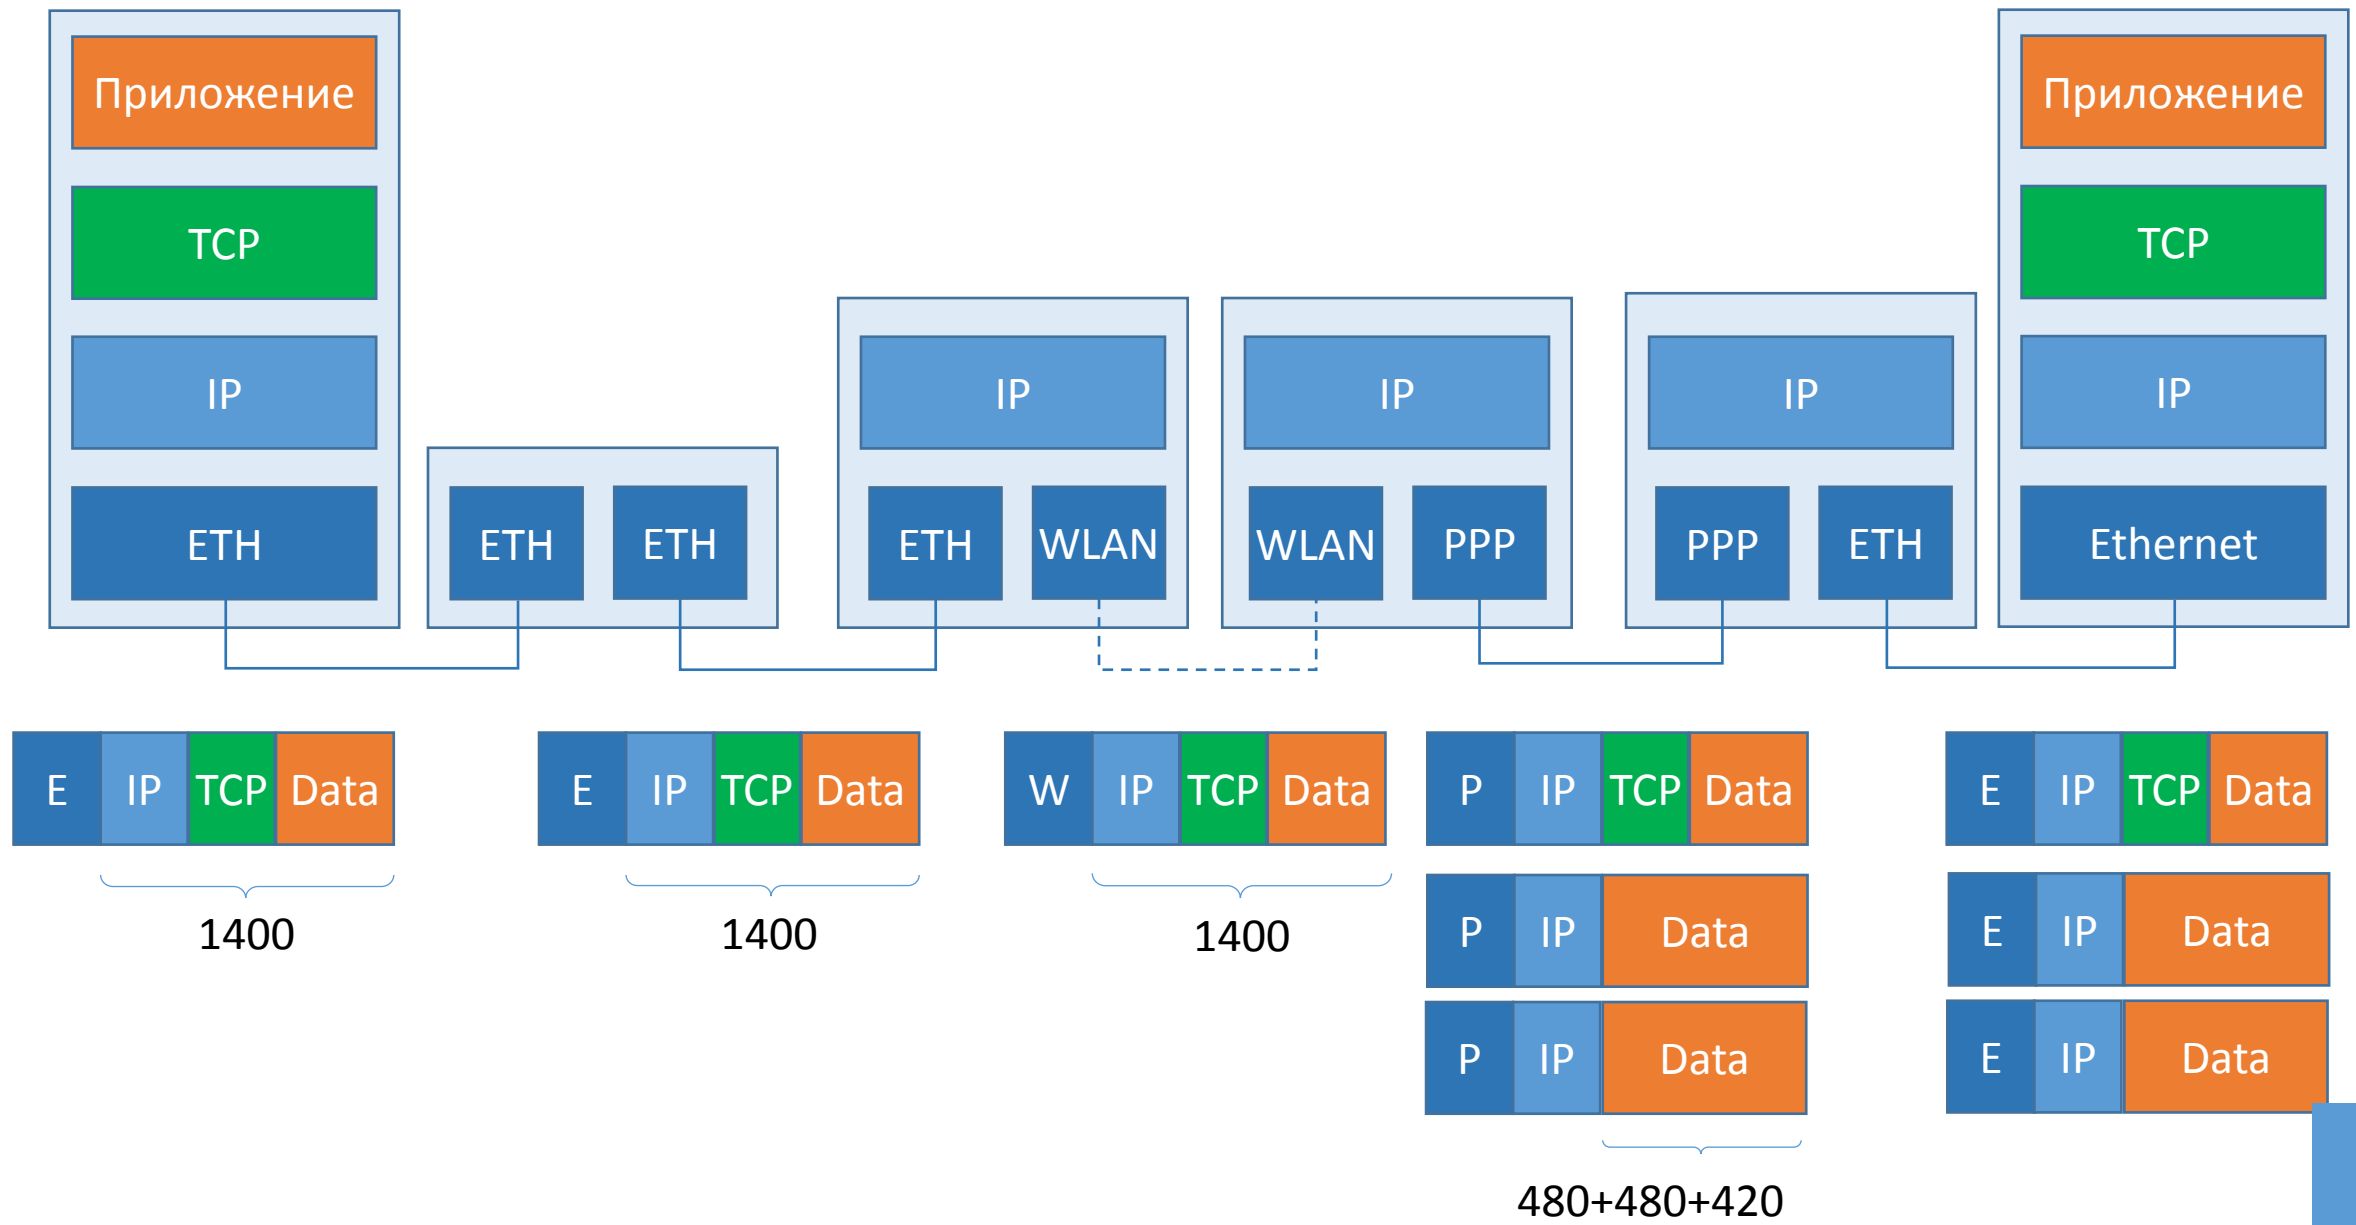 Приложение
TCP
IP
ETH
ETH
ETH
IP
ETH
WLAN
IP
WLAN
PPP
IP
PPP
ETH
Приложение
TCP
IP
Ethernet
E IP TCP Data
1400
E IP TCP Data
1400
W IP TCP Data
1400
P IP TCP Data
P IP Data
P IP Data
480+480+420
E IP TCP Data
E IP Data
E IP Data